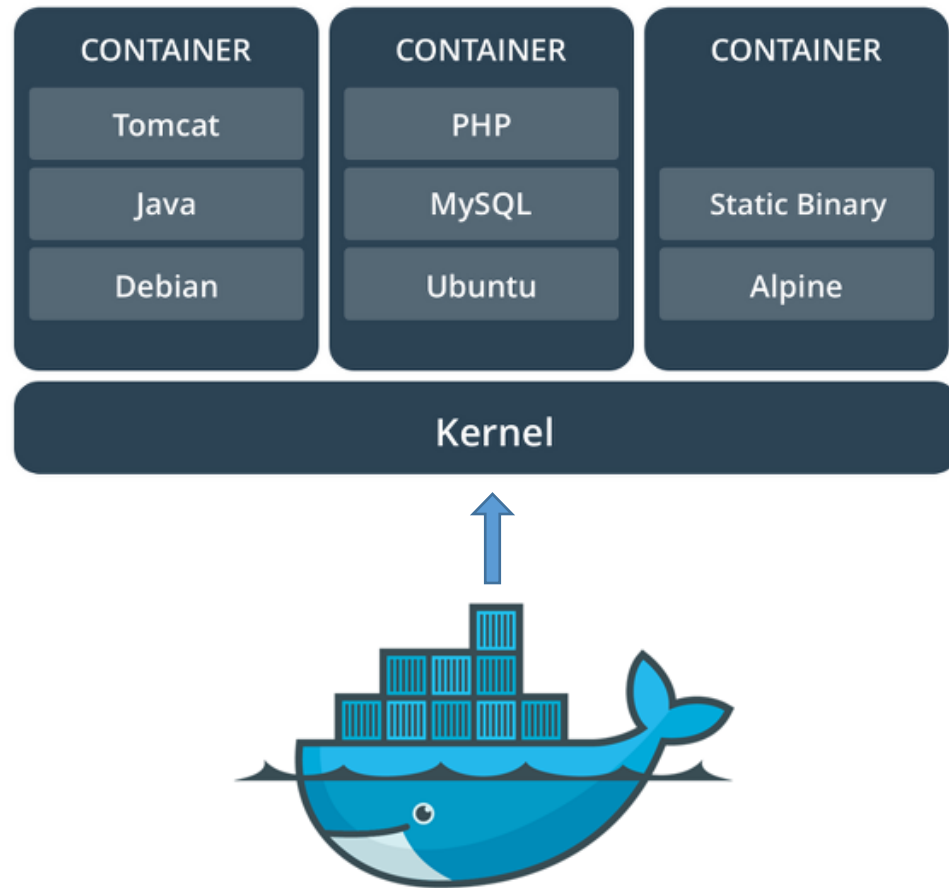 CONTAINER
Tomcat
Java
Debian
CONTAINER
PHP
MySQL
Ubuntu
CONTAINER
Static Binary
Alpine
Kernel